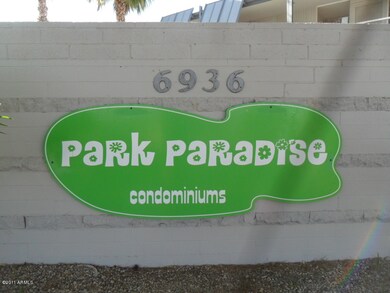 6936
PARK PARADISE
condominiums
©2011 ARMLS